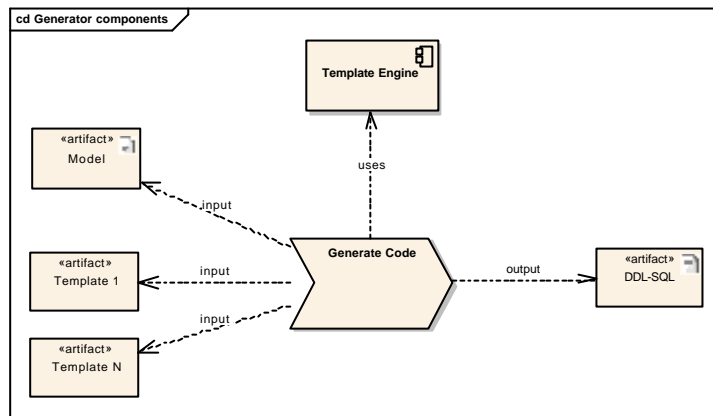 cd Generator components
Template Engine
«artifact»
Model
uses
input
Generate Code
«artifact»
Template 1
input
output
«artifact»
DDL-SQL
input
«artifact»
Template N